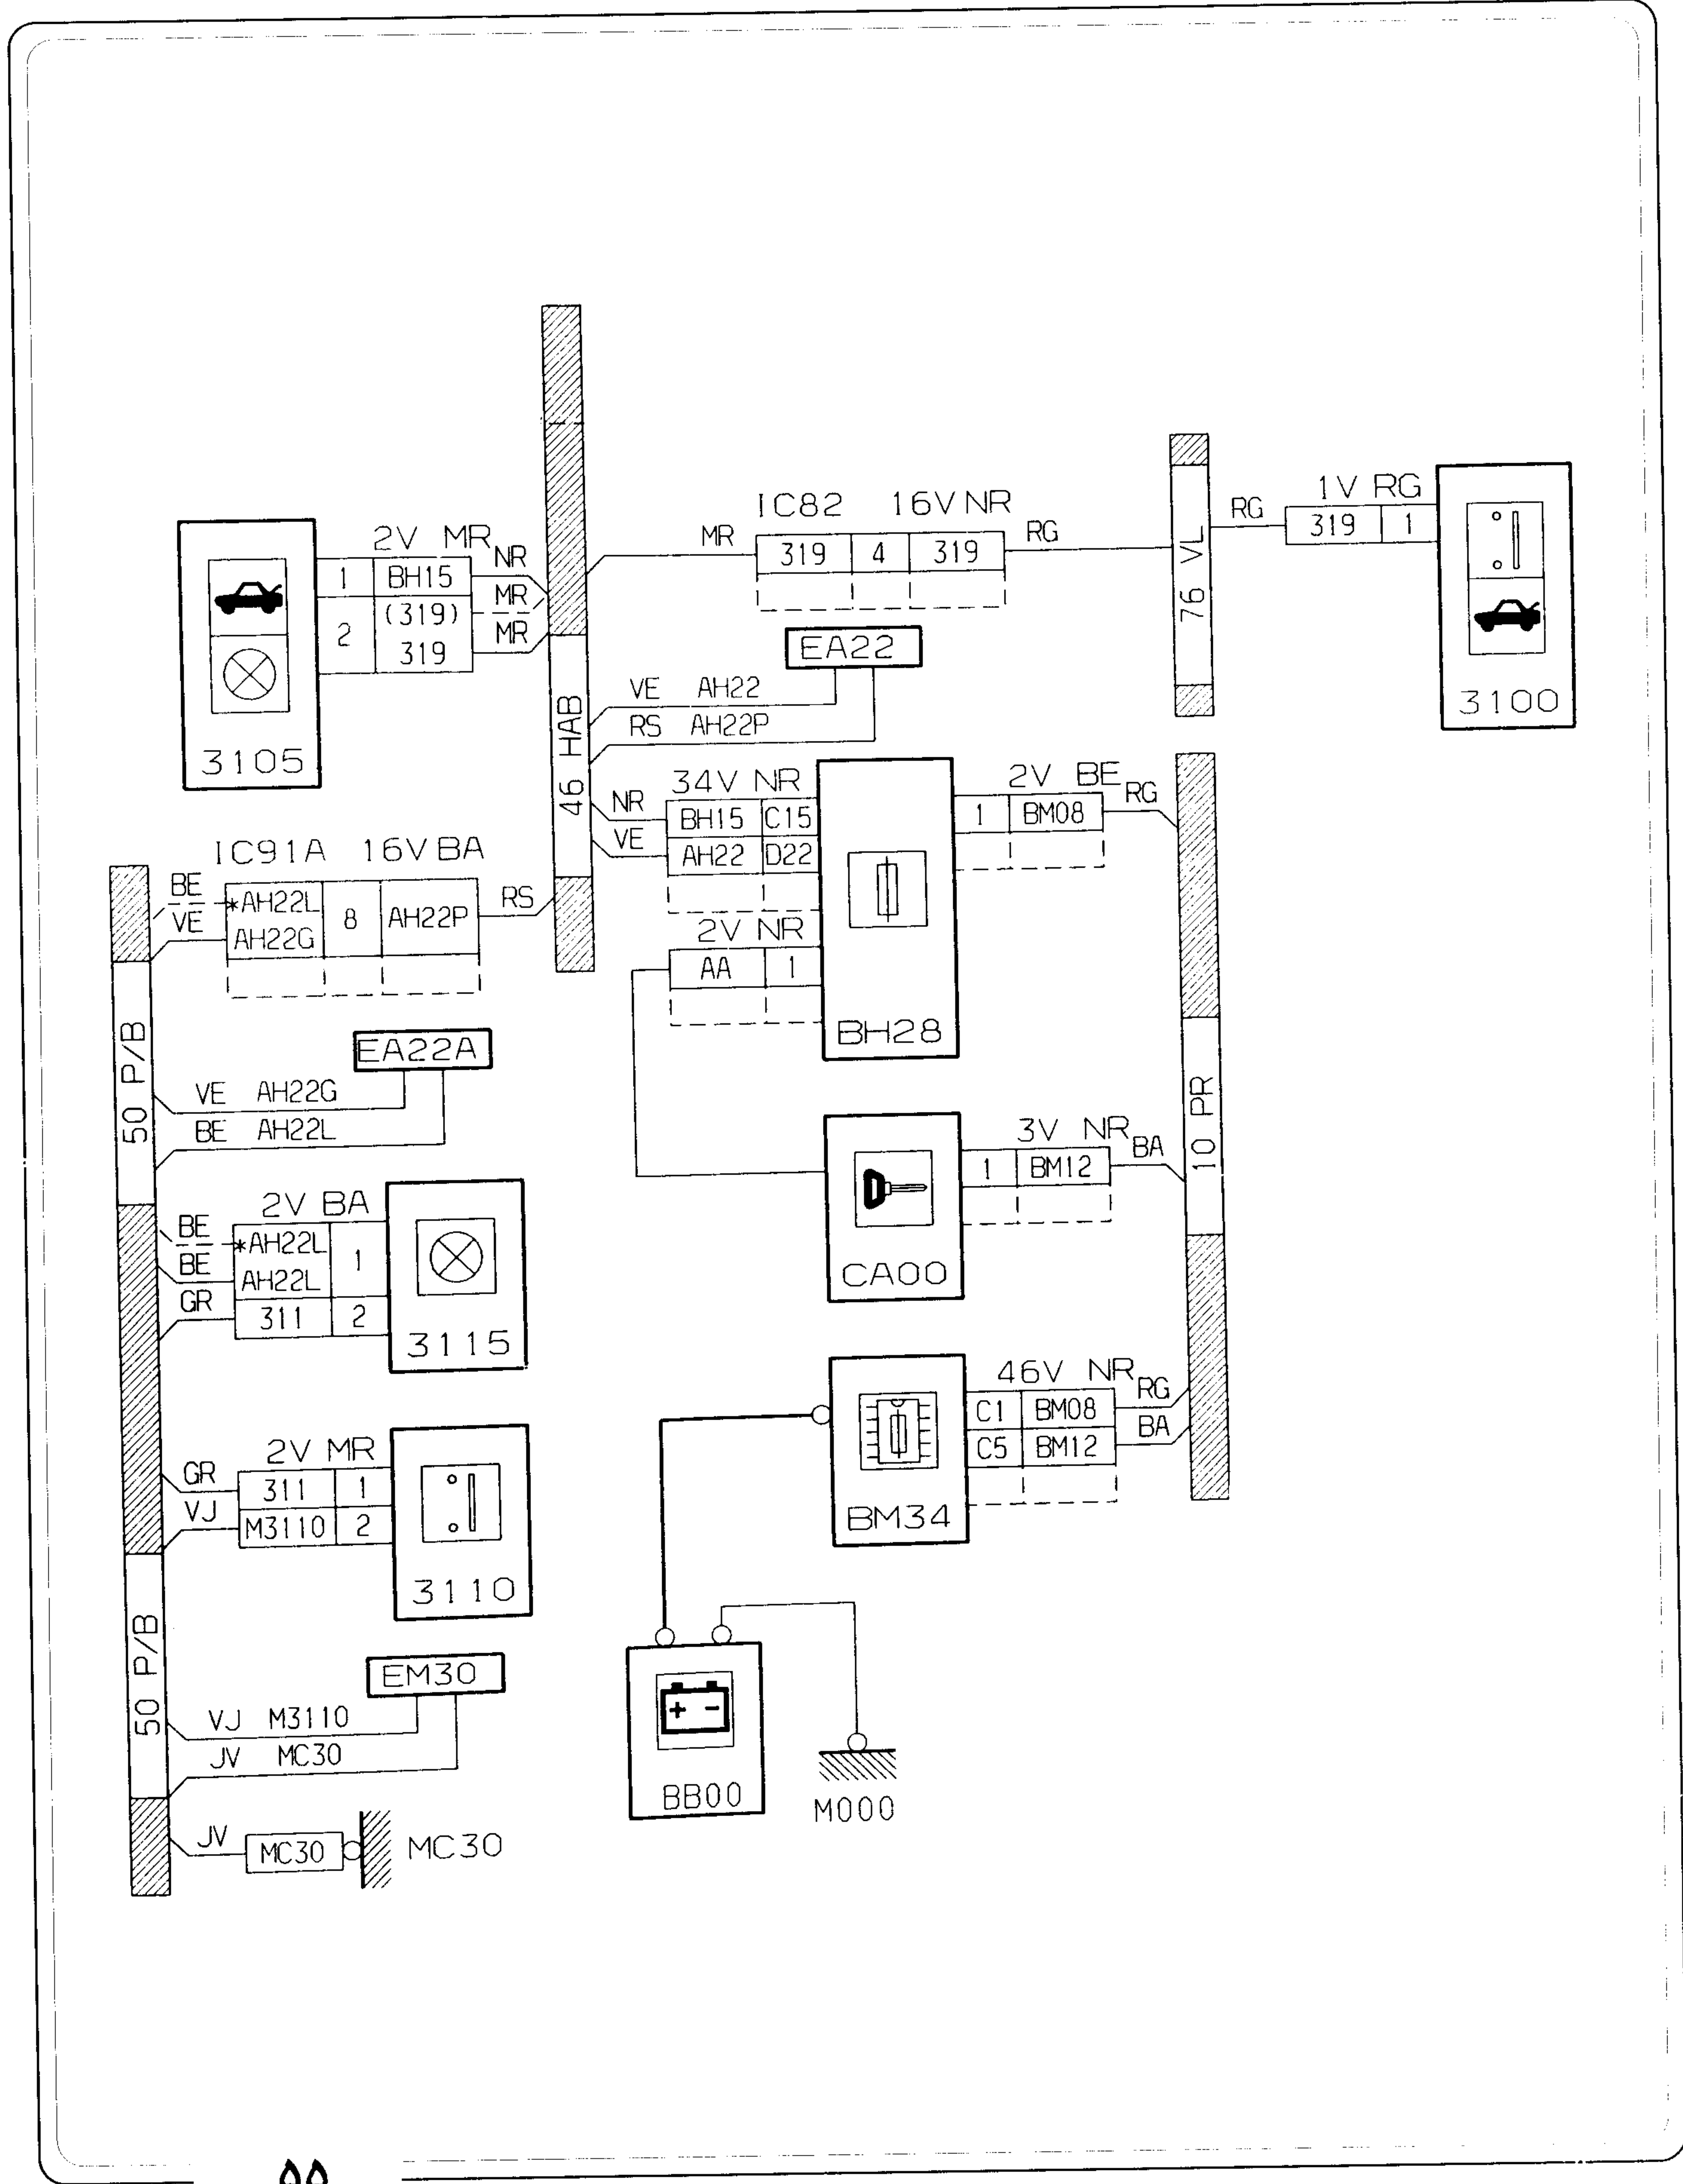 IC82 16V NR
MR 319 4 319 RG
76 VL
RG 1V RG
319 1
3100
2V MR
1 BH15 NR
2 (319) MR
319 MR
3105
46 HAB
EA22
VE AH22
RS AH22P
34V NR
NR BH15 C15
VE AH22 D22
2V NR
AA 1
BH28
2V BE
1 BM08 RG
IC91A 16V BA
BE *AH22L 8 AH22P RS
VE AH22G
50 P/B
EA22A
VE AH22G
BE AH22L
10 PR
3V NR
1 BM12 BA
CA00
2V BA
BE *AH22L 1
BE AH22L
GR 311 2
3115
46V NR
C1 BM08 RG
C5 BM12 BA
BM34
2V MR
GR 311 1
VJ M3110 2
3110
50 P/B
EM30
VJ M3110
JV MC30
JV MC30 MC30
+ -
BB00
M000
۵۵